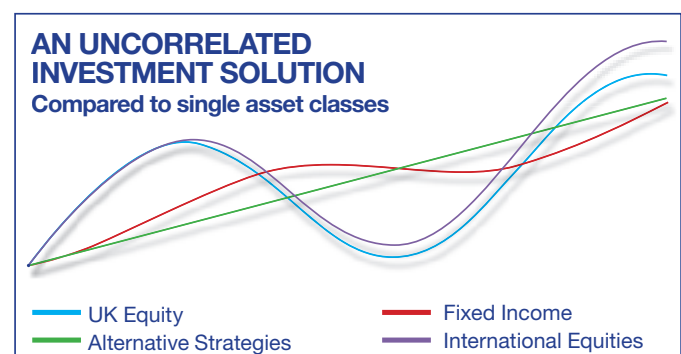 AN UNCORRELATED
INVESTMENT SOLUTION
Compared to single asset classes
UK Equity
Fixed Income
Alternative Strategies
International Equities